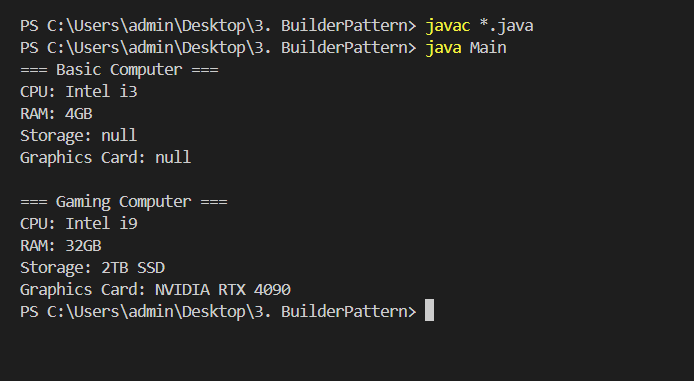 PS C:\Users\admin\Desktop\3. BuilderPattern> javac *.java
PS C:\Users\admin\Desktop\3. BuilderPattern> java Main
=== Basic Computer ===
CPU: Intel i3
RAM: 4GB
Storage: null
Graphics Card: null
=== Gaming Computer ===
CPU: Intel i9
RAM: 32GB
Storage: 2TB SSD
Graphics Card: NVIDIA RTX 4090
PS C:\Users\admin\Desktop\3. BuilderPattern>